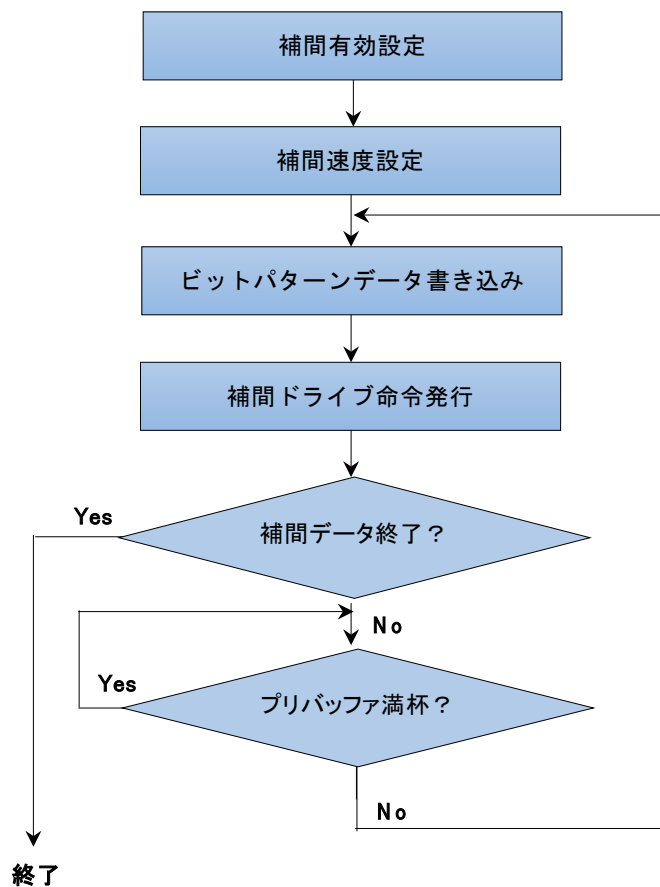 補間有効設定
補間速度設定
ビットパターンデータ書き込み
補間ドライブ命令発行
Yes
補間データ終了？
No
Yes
プリバッファ満杯？
No
終了